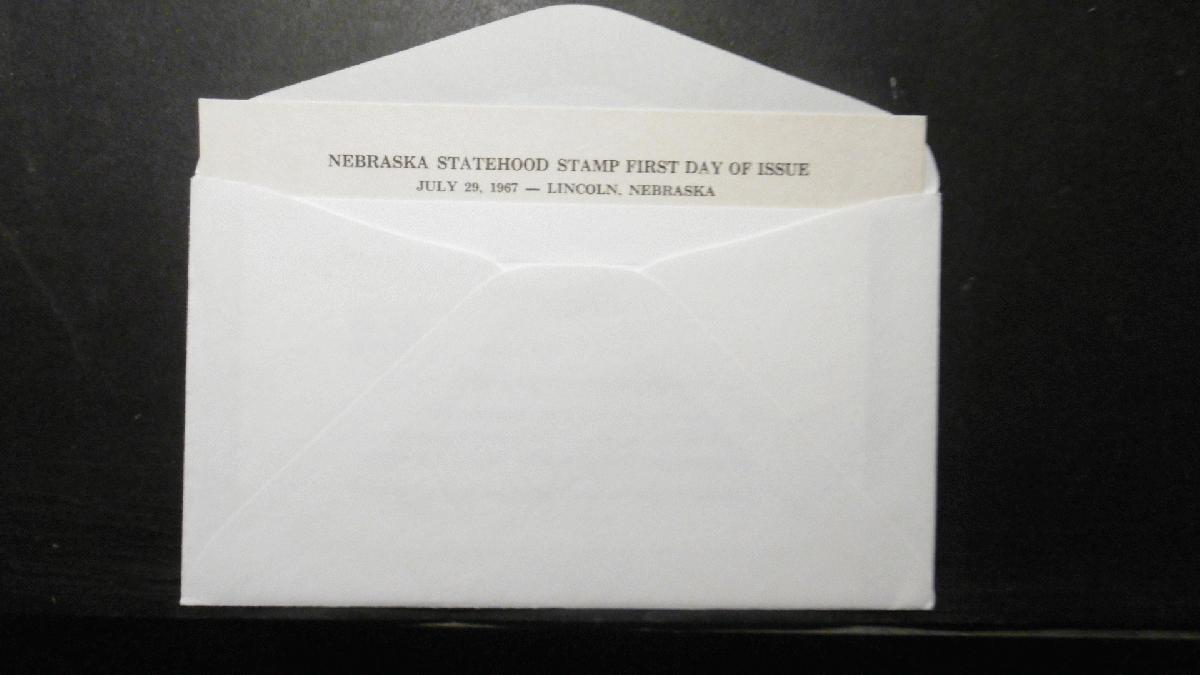 NEBRASKA STATEHOOD STAMP FIRST DAY OF ISSUE
JULY 29, 1967 — LINCOLN, NEBRASKA